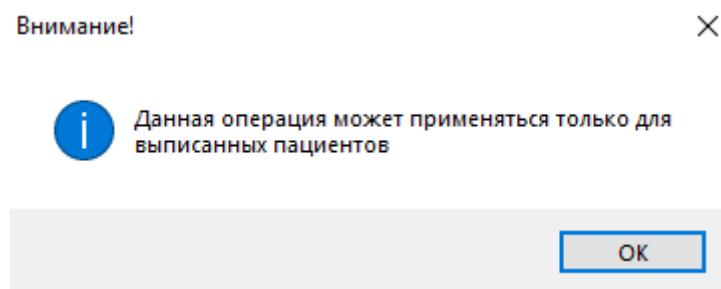 Внимание!
Данная операция может применяться только для
выписанных пациентов
OK